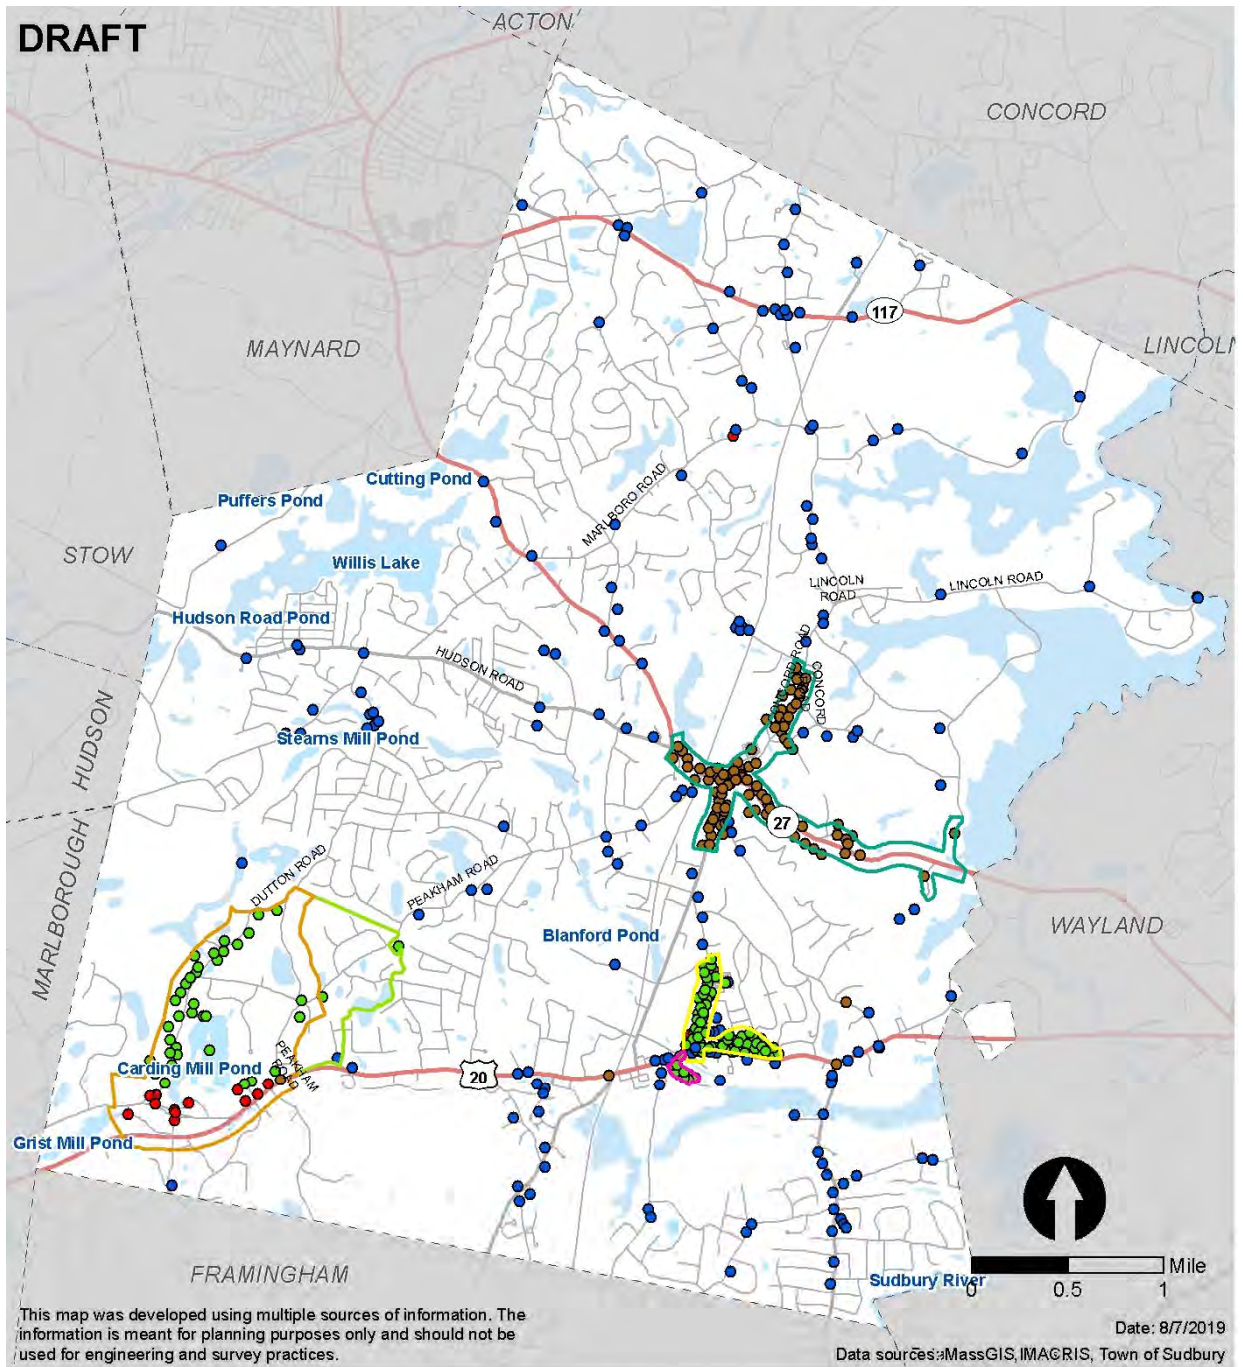 DRAFT
ACTON
CONCORD
117
MAYNARD
LINCOLN
Cutting Pond
Puffers Pond
MARLBORO ROAD
STOW
Willis Lake
LINCOLN
ROAD
LINCOLN ROAD
Hudson Road Pond
HUDSON ROAD
CONCORD ROAD
CONCORD
HUDSON
Stearns Mill Pond
27
MARLBOROUGH
DUTTON ROAD
PEAKHAM ROAD
WAYLAND
Blanford Pond
Carding Mill Pond
PEAKHAM
ROAD
20
Grist Mill Pond
FRAMINGHAM
Sudbury River
Mile
0
0.5
1
This map was developed using multiple sources of information. The
information is meant for planning purposes only and should not be
used for engineering and survey practices.
Date: 8/7/2019
Data sources: MassGIS, IMACRIS, Town of Sudbury